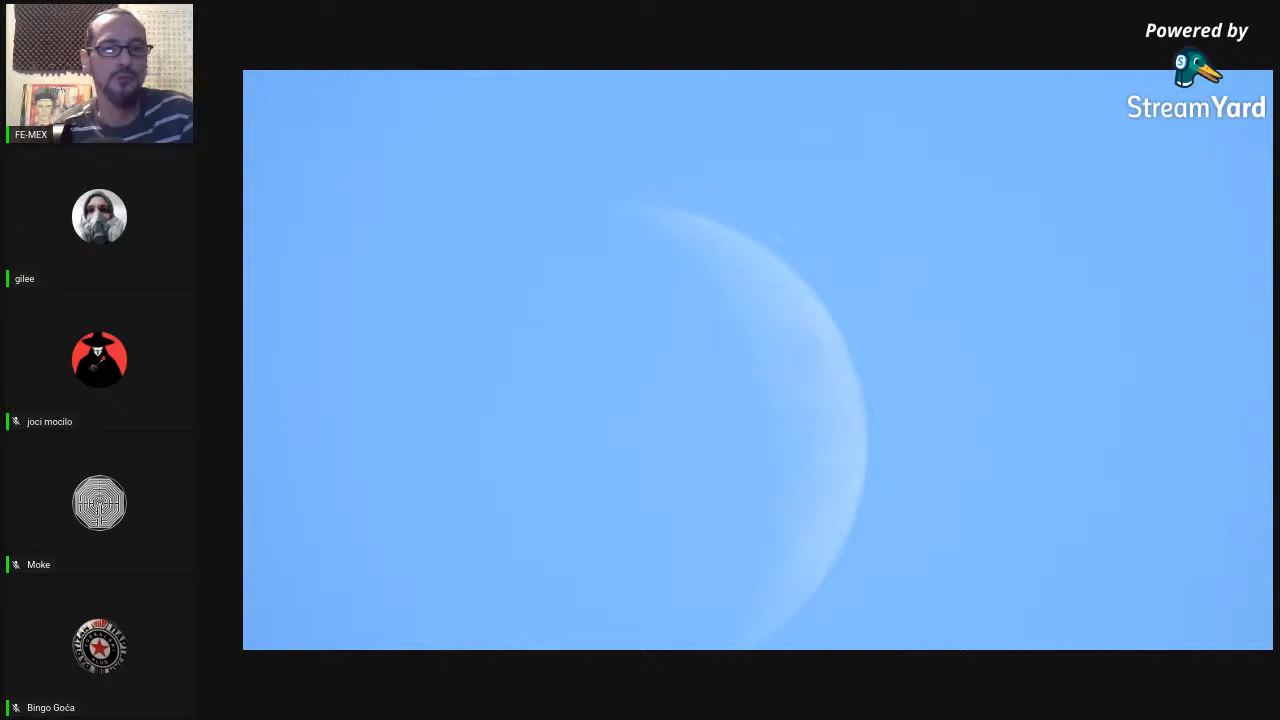 Powered by
StreamYard
FE-MEX
gilee
joci mocilo
Moke
Bingo Goća